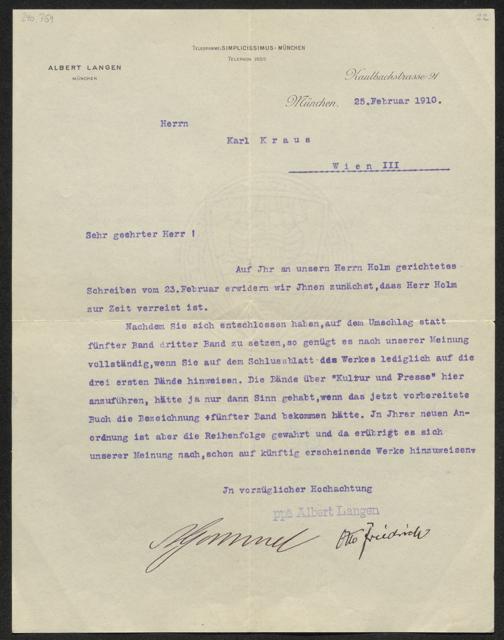 TELEGRAMME: SIMPLICISSIMUS - MÜNCHEN
TELEPHON
ALBERT LANGEN
MÜNCHEN
Kaulbachstrasse 91
München, 25.Februar 1910.
Herrn
Karl K r a u s
W i e n III
Sehr geehrter Herr !
Auf Jhr an unsern Herrn Holm gerichtetes
Schreiben vom 23.Februar erwidern wir Jhnen zunächst,dass Herr Holm
zur Zeit verreist ist.
Nachdem Sie sich entschlossen haben,auf dem Umschlag statt
fünfter Band dritter Band zu setzen,so genügt es nach unserer Meinung
vollständig,wenn Sie auf dem Schlussblatt des Werkes lediglich auf die
drei ersten Bände hinweisen. Die Bände über "Kultur und Presse" hier
anzuführen, hätte ja nur dann Sinn gehabt,wenn das jetzt vorbereitete
Buch die Bezeichnung fünfter Band bekommen hätte. Jn Jhrer neuen An-
ordnung ist aber die Reihenfolge gewahrt und da erübrigt es sich
unserer Meinung nach,schon auf künftig erscheinende Werke hinzuweisen.
Jn vorzüglicher Hochachtung
ppa Albert Langen
Otto Friedrich